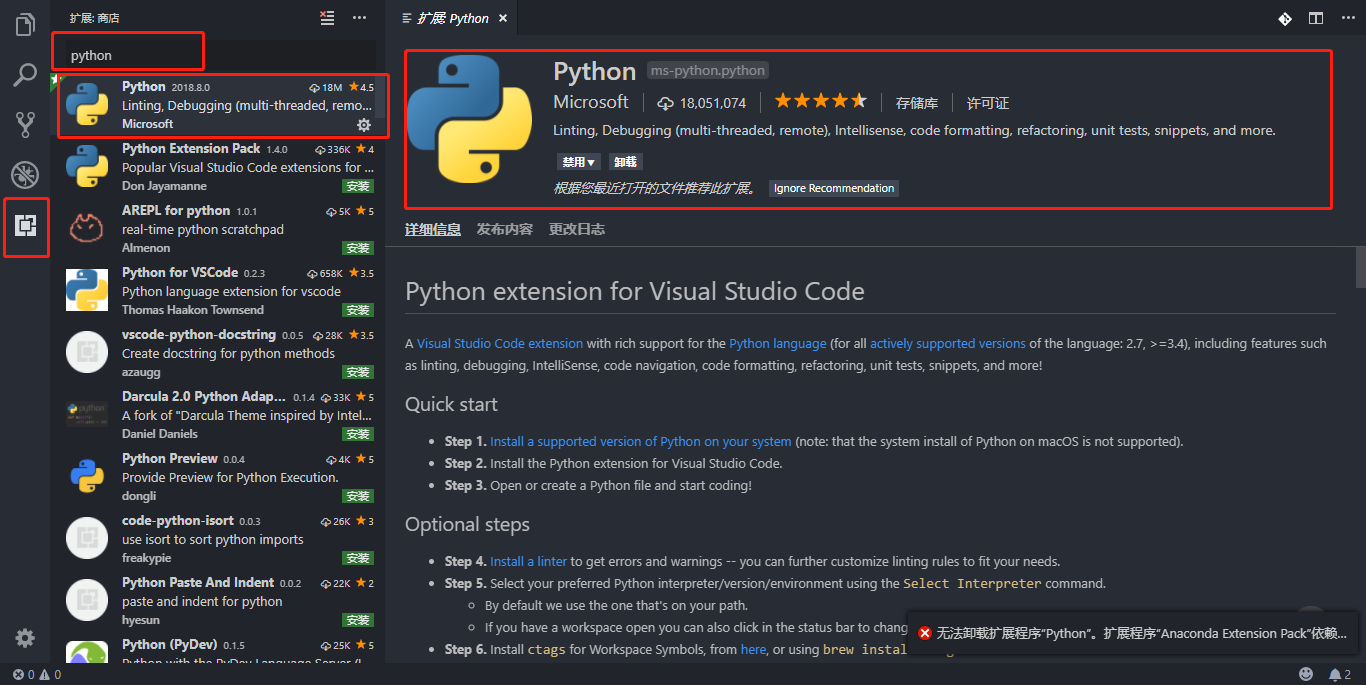 扩展: 商店
python
Python 2018.8.0 18M 4.5
Linting, Debugging (multi-threaded, remo...
Microsoft
Python Extension Pack 1.4.0 336K 4
Popular Visual Studio Code extensions for ...
Don Jayamanne 安装
AREPL for python 1.0.1 5K 5
real-time python scratchpad
Almenon 安装
Python for VSCode 0.2.3 658K 3.5
Python language extension for vscode
Thomas Haakon Townsend 安装
vscode-python-docstring 0.0.5 28K 3.5
Create docstring for python methods
azaugg 安装
Darcula 2.0 Python Adap... 0.1.4 33K 5
A fork of "Darcula Theme inspired by Intel...
Daniel Daniels 安装
Python Preview 0.0.4 4K 5
Provide Preview for Python Execution.
dongli 安装
code-python-isort 0.0.3 26K 3
use isort to sort python imports
freakypie 安装
Python Paste And Indent 0.0.2 22K 2
paste and indent for python
hyesun 安装
Python (PyDev) 0.1.5 25K 5
Python with the PyDev Language Server (
扩展: Python ×
Python ms-python.python
Microsoft 18,051,074 存储库 许可证
Linting, Debugging (multi-threaded, remote), Intellisense, code formatting, refactoring, unit tests, snippets, and more.
禁用▼ 卸载
根据您最近打开的文件推荐此扩展。 Ignore Recommendation
详细信息 发布内容 更改日志
Python extension for Visual Studio Code
A Visual Studio Code extension with rich support for the Python language (for all actively supported versions of the language: 2.7, >=3.4), including features such
as linting, debugging, IntelliSense, code navigation, code formatting, refactoring, unit tests, snippets, and more!
Quick start
• Step 1. Install a supported version of Python on your system (note: that the system install of Python on macOS is not supported).
• Step 2. Install the Python extension for Visual Studio Code.
• Step 3. Open or create a Python file and start coding!
Optional steps
• Step 4. Install a linter to get errors and warnings -- you can further customize linting rules to fit your needs.
• Step 5. Select your preferred Python interpreter/version/environment using the Select Interpreter command.
◦ By default we use the one that's on your path.
◦ If you have a workspace open you can also click in the status bar to chang
• Step 6. Install ctags for Workspace Symbols, from here, or using brew instal
无法卸载扩展程序“Python”。扩展程序“Anaconda Extension Pack”依赖...
0 0 2